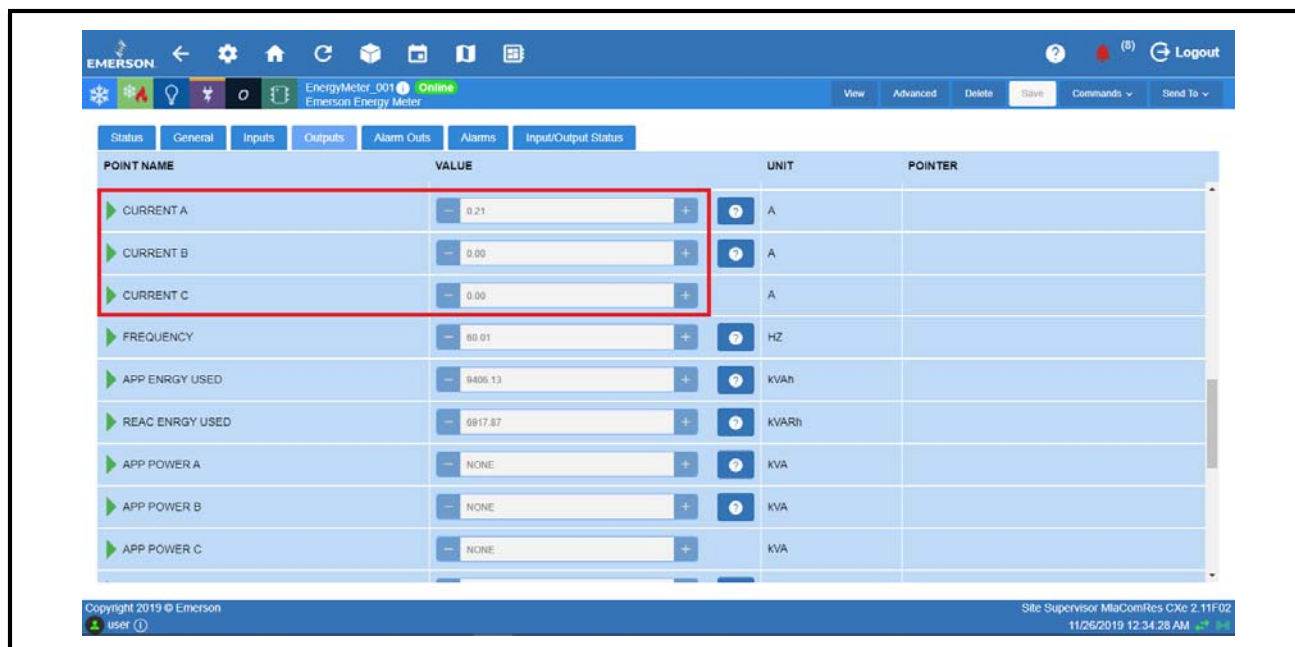 EMERSON (8) Logout
EnergyMeter_001 Online
Emerson Energy Meter
View Advanced Delete Save Commands Send To
Status General Inputs Outputs Alarm Outs Alarms Input/Output Status
POINT NAME VALUE UNIT POINTER
CURRENT A 0.21 A
CURRENT B 0.00 A
CURRENT C 0.00 A
FREQUENCY 60.01 HZ
APP ENRGY USED 9406.13 kVAh
REAC ENRGY USED 6917.87 kVARh
APP POWER A NONE kVA
APP POWER B NONE kVA
APP POWER C NONE kVA
Copyright 2019 © Emerson Site Supervisor MlaComRes CXe 2.11F02
user 11/26/2019 12:34:28 AM